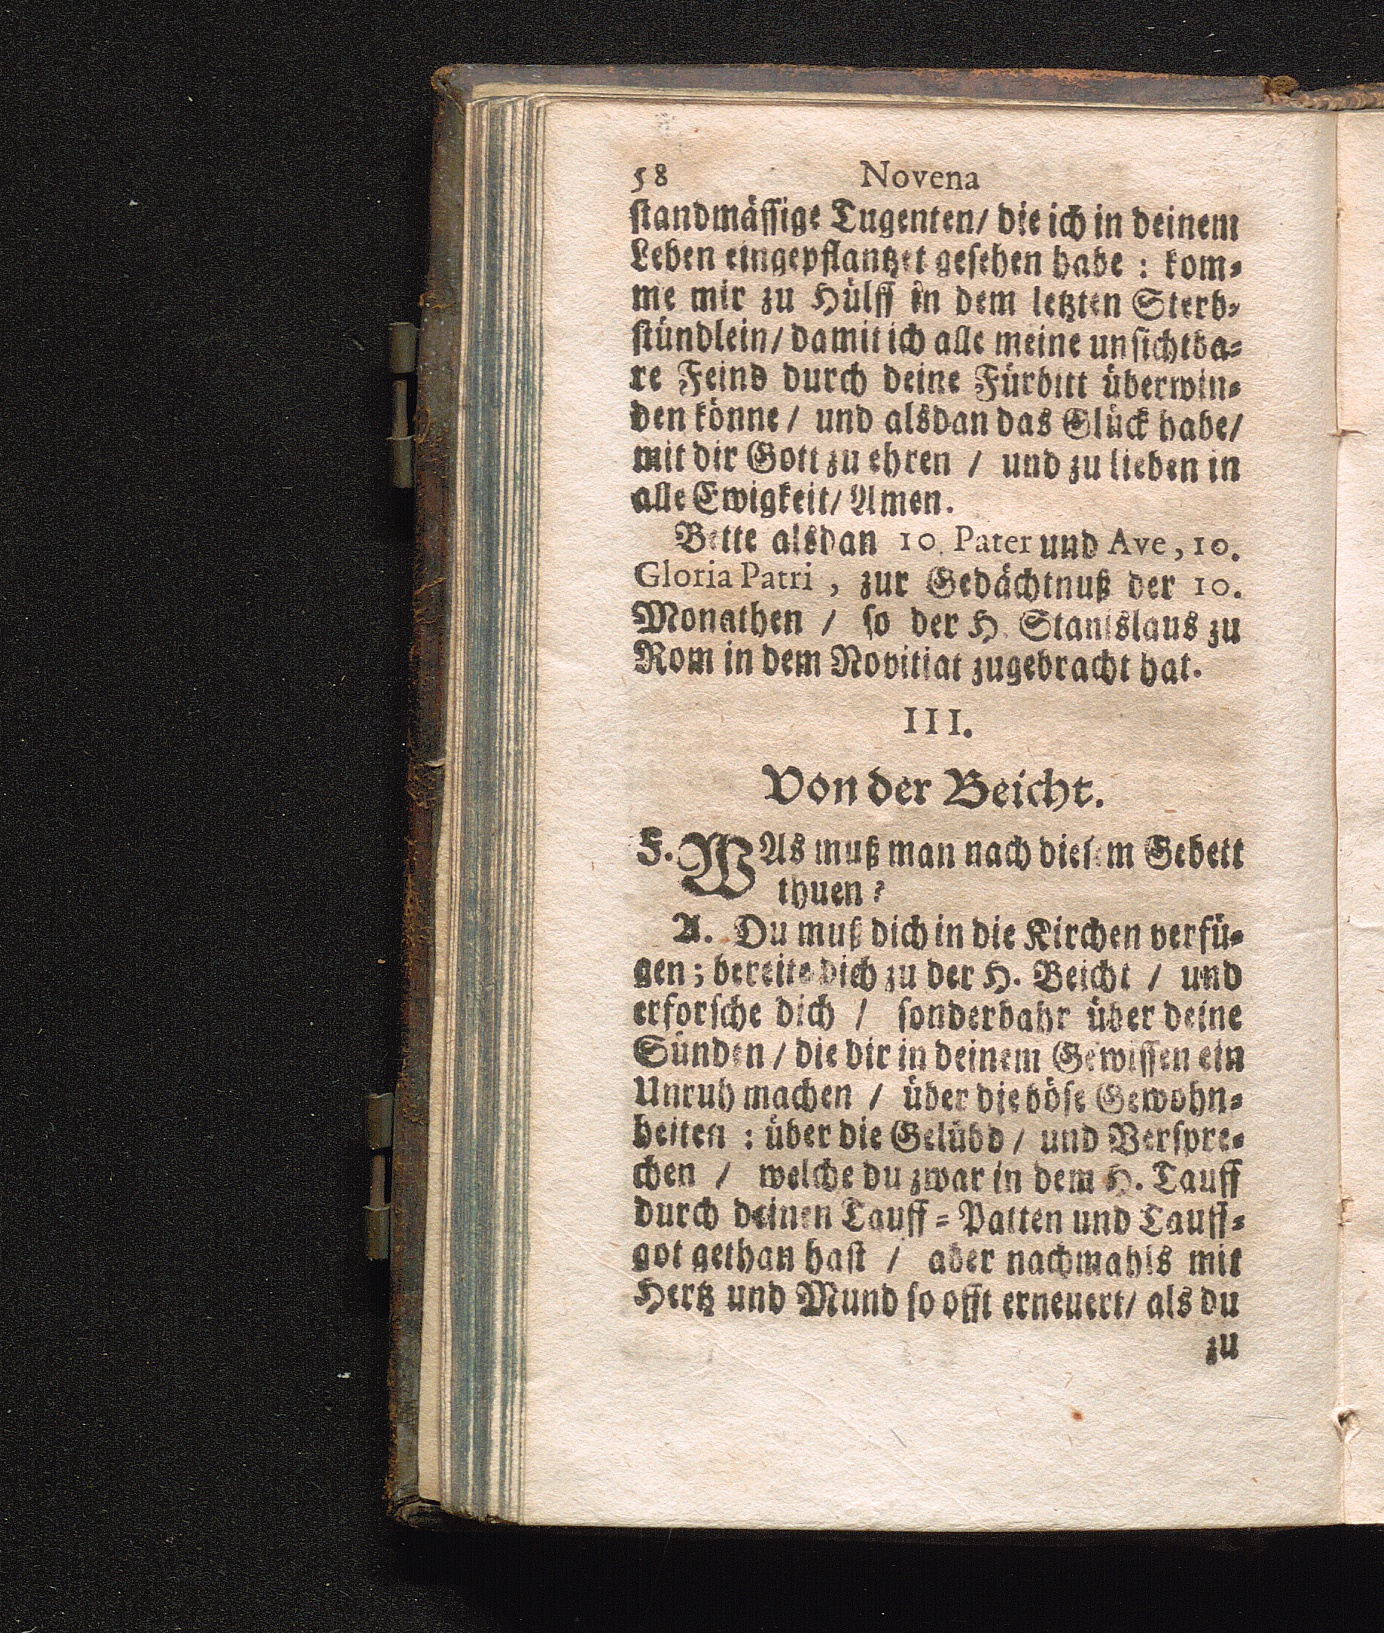 58 Novena
ſtandmäſſige Tugenten/ die ich in deinem
Leben eingepflantzet geſehen habe : kom⸗
me mir zu Hülff in dem letzten Sterb⸗
ſtündlein/ damit ich alle meine unſichtba⸗
re Feind durch deine Fürbitt überwin⸗
den könne / und alsdan das Glück habe/
mit dir Gott zu ehren / und zu lieben in
alle Ewigkeit/ Amen.
Bette alsdan 10. Pater und Ave, 10.
Gloria Patri , zur Gedächtnuß der 10.
Monathen / ſo der H. Stanislaus zu
Rom in dem Novitiat zugebracht hat.
III.
Von der Beicht.
F. WAs muß man nach dieſem Gebett
thuen?
A. Du muß dich in die Kirchen verfü⸗
gen; bereite dich zu der H. Beicht / und
erforſche dich / ſonderbahr über deine
Sünden / die dir in deinem Gewiſſen ein
Unruh machen / über die böſe Gewohn⸗
heiten : über die Gelübd / und Verſpre⸗
chen / welche du zwar in dem H. Tauff
durch deinen Tauff ⸗ Patten und Tauff⸗
got gethan haſt / aber nachmahls mit
Hertz und Mund ſo offt erneuert/ als du
zu